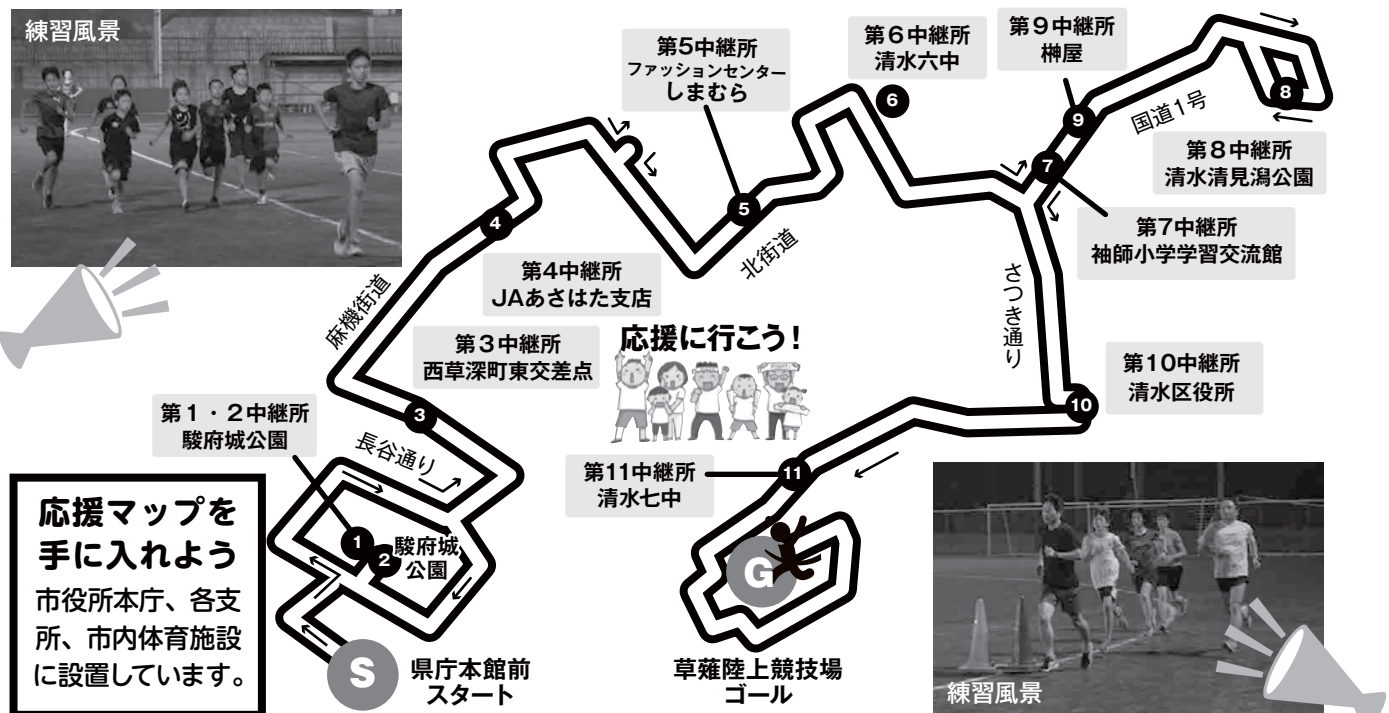 練習風景
第5中継所
ファッションセンター
しまむら
第6中継所
清水六中
第9中継所
榊屋
6
8
9
国道1号
7
第8中継所
清水清見潟公園
5
4
北街道
第7中継所
袖師小学学習交流館
第4中継所
JAあさはた支店
さつき通り
麻機街道
第3中継所
西草深町東交差点
応援に行こう!
第10中継所
清水区役所
10
第1・2中継所
駿府城公園
3
長谷通り
第11中継所
清水七中
11
応援マップを
手に入れよう
市役所本庁、各支
所、市内体育施設
に設置しています。
1
2
駿府城
公園
G
S
県庁本館前
スタート
草薙陸上競技場
ゴール
練習風景